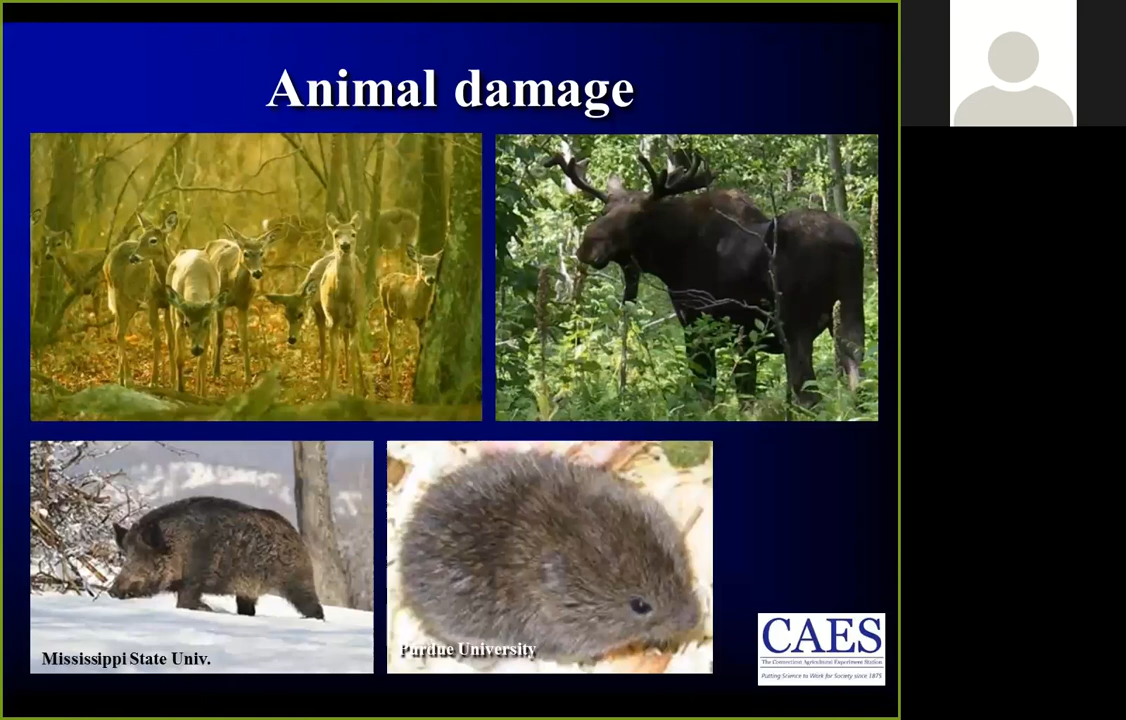 Animal damage
Mississippi State Univ.
Purdue University
CAES
The Connecticut Agricultural Experiment Station
Putting Science to Work for Society since 1875